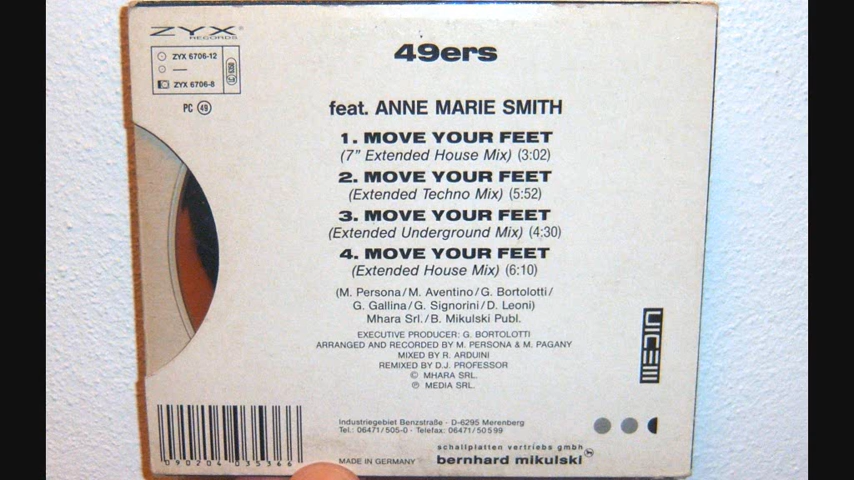 ZYX
RECORDS
ZYX 6706-12
—
ZYX 6706-8
PC 49
49ers
feat. ANNE MARIE SMITH
1. MOVE YOUR FEET
(7" Extended House Mix) (3:02)
2. MOVE YOUR FEET
(Extended Techno Mix) (5:52)
3. MOVE YOUR FEET
(Extended Underground Mix) (4:30)
4. MOVE YOUR FEET
(Extended House Mix) (6:10)
(M. Persona/M. Aventino/G. Bortolotti/
G. Gallina/G. Signorini/D. Leoni)
Mhara Srl./B. Mikulski Publ.
EXECUTIVE PRODUCER: G. BORTOLOTTI
ARRANGED AND RECORDED BY M. PERSONA & M. PAGANY
MIXED BY R. ARDUINI
REMIXED BY D.J. PROFESSOR
© MHARA SRL.
℗ MEDIA SRL.
Industriegebiet Benzstraße · D-6295 Merenberg
Tel.: 06471/505-0 · Telefax: 06471/50599
schallplatten vertriebs gmbh
MADE IN GERMANY bernhard mikulski
0 90204 03536 6